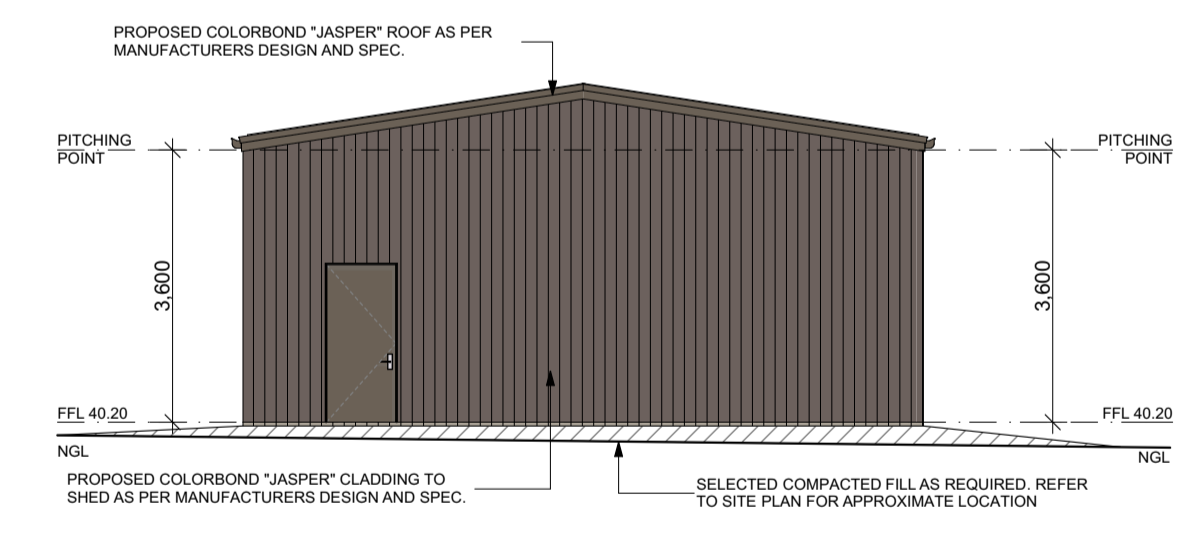 PROPOSED COLORBOND "JASPER" ROOF AS PER
MANUFACTURERS DESIGN AND SPEC.
PITCHING
POINT
PITCHING
POINT
3,600
3,600
FFL 40.20
FFL 40.20
NGL
NGL
PROPOSED COLORBOND "JASPER" CLADDING TO
SHED AS PER MANUFACTURERS DESIGN AND SPEC.
SELECTED COMPACTED FILL AS REQUIRED. REFER
TO SITE PLAN FOR APPROXIMATE LOCATION